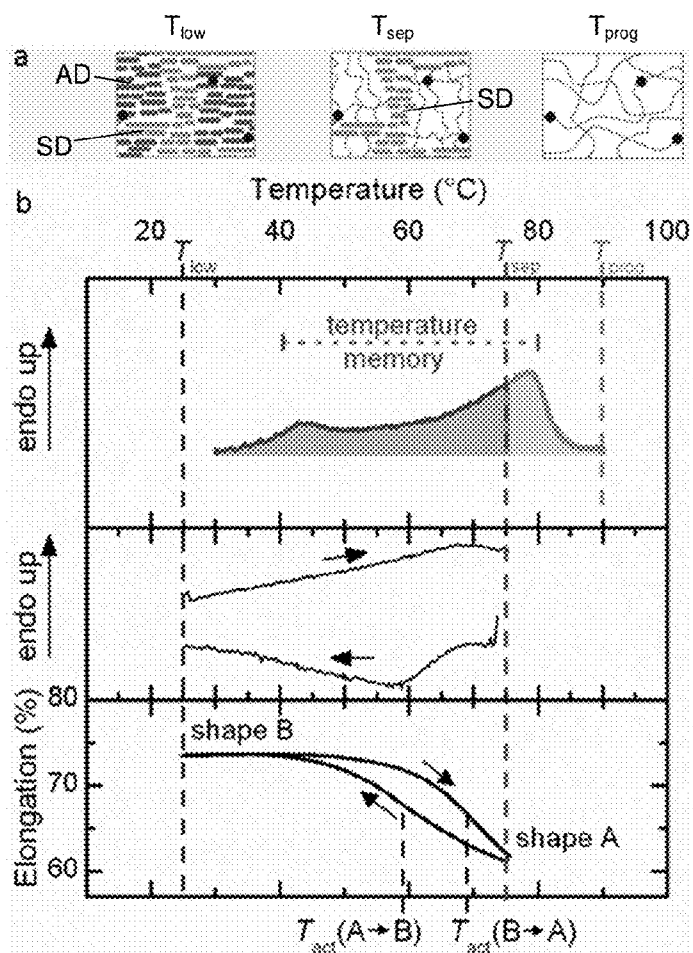 T_low T_sep T_prog
a
AD
SD
SD
Temperature (°C)
b
20 40 60 80 100
T_low T_sep T_prog
endo up
temperature
memory
endo up
Elongation (%)
80
70
60
shape B
shape A
T_act(A→B) T_act(B→A)